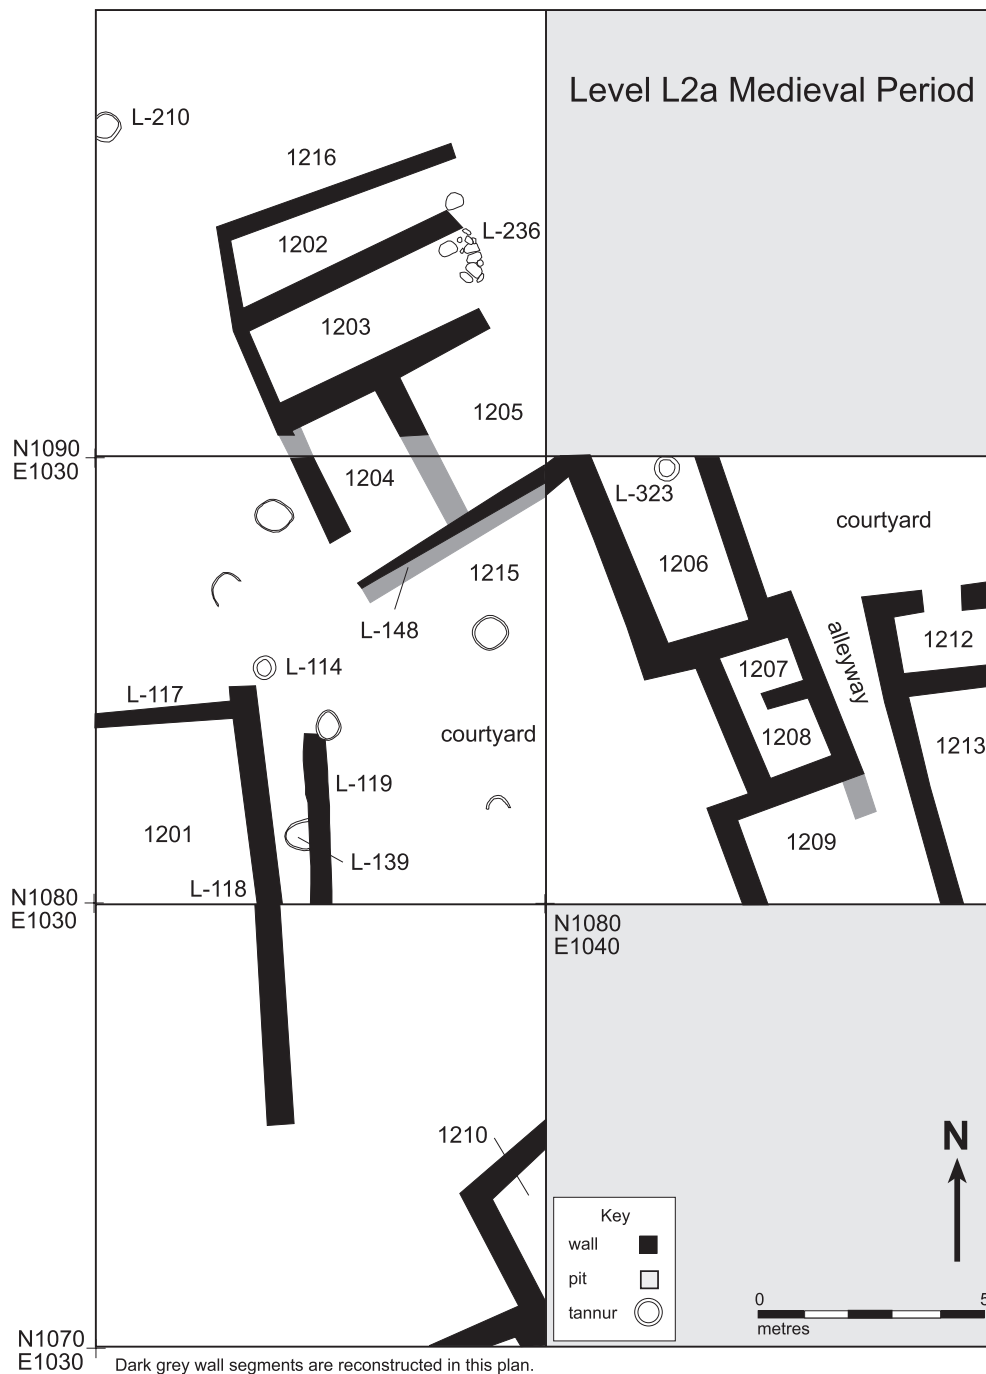 Level L2a Medieval Period
L-210
1216
L-236
1202
1203
1205
N1090
E1030
1204
L-323
courtyard
1206
1215
L-148
alleyway
1212
L-114
1207
L-117
courtyard
1208
1213
L-119
1201
1209
L-139
L-118
N1080
E1030
N1080
E1040
1210
N
Key
wall
pit
tannur
0 5
metres
N1070
E1030
Dark grey wall segments are reconstructed in this plan.